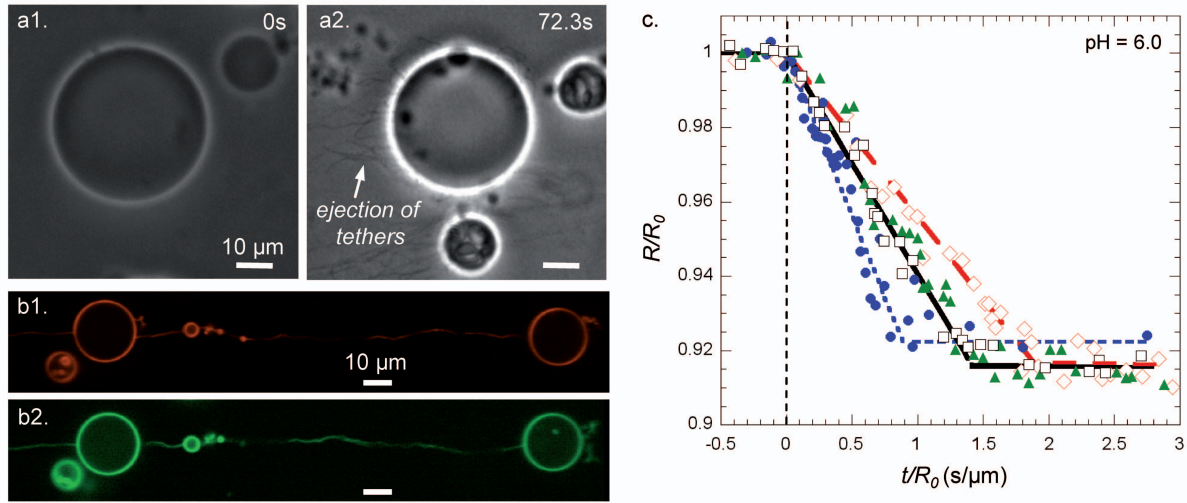 a1.
0s
10 µm
a2.
72.3s
ejection of
tethers
b1.
10 µm
b2.
c.
pH = 6.0
R/R0
1
0.98
0.96
0.94
0.92
0.9
-0.5
0
0.5
1
1.5
2
2.5
3
t/R0 (s/µm)